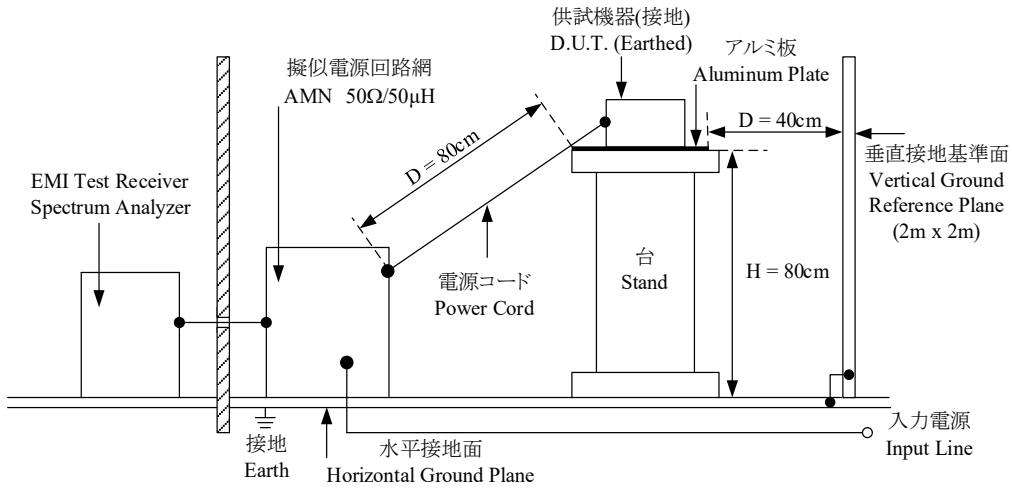 供試機器(接地)
D.U.T. (Earthed)
アルミ板
Aluminum Plate
擬似電源回路網
AMN 50Ω/50μH
D = 80cm
D = 40cm
垂直接地基準面
Vertical Ground
Reference Plane
(2m x 2m)
EMI Test Receiver
Spectrum Analyzer
台
Stand
H = 80cm
電源コード
Power Cord
接地
Earth
水平接地面
Horizontal Ground Plane
入力電源
Input Line